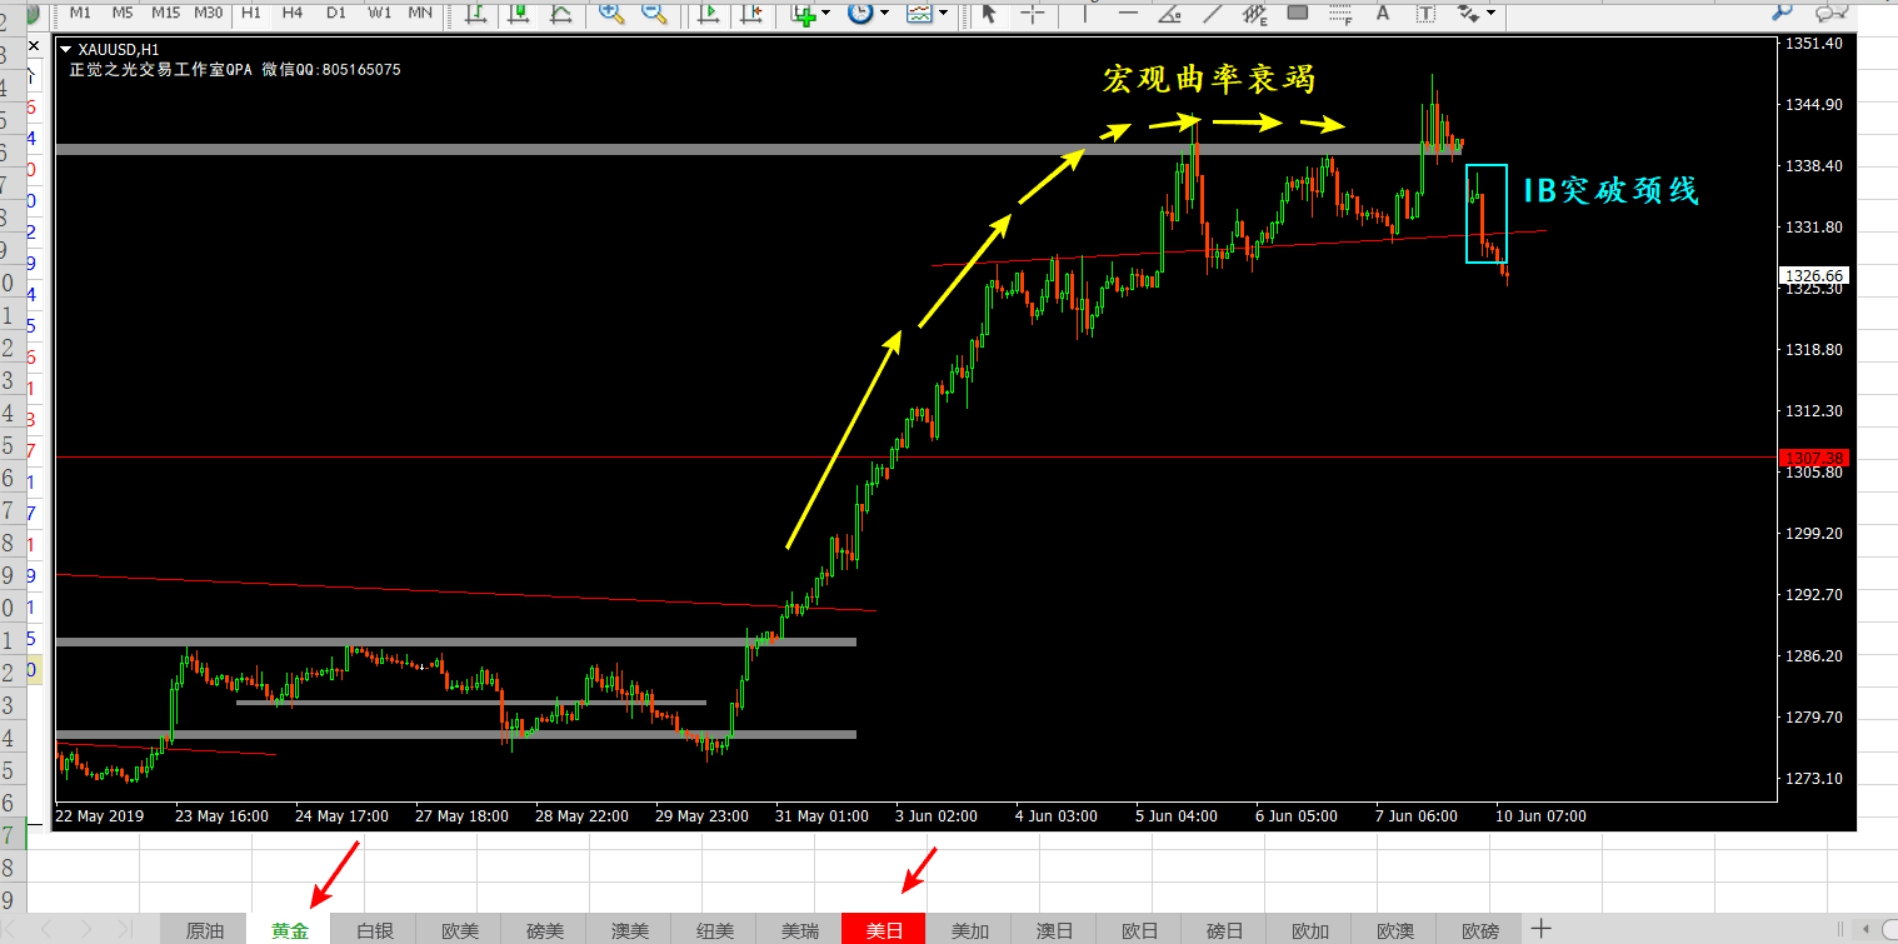 M1 M5 M15 M30 H1 H4 D1 W1 MN
XAUUSD,H1
正觉之光交易工作室QPA 微信QQ:805165075
宏观曲率衰竭
IB突破颈线
1351.40
1344.90
1338.40
1331.80
1326.66
1325.30
1318.80
1312.30
1307.38
1305.80
1299.20
1292.70
1286.20
1279.70
1273.10
22 May 2019 23 May 16:00 24 May 17:00 27 May 18:00 28 May 22:00 29 May 23:00 31 May 01:00 3 Jun 02:00 4 Jun 03:00 5 Jun 04:00 6 Jun 05:00 7 Jun 06:00 10 Jun 07:00
原油 黄金 白银 欧美 磅美 澳美 纽美 美瑞 美日 美加 澳日 欧日 磅日 欧加 欧澳 欧磅